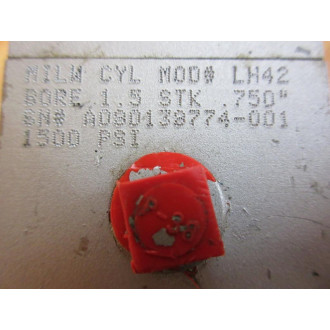 MILW CYL MOD# LH42
BORE 1.5 STK .750"
SN# A080138774-001
1500 PSI